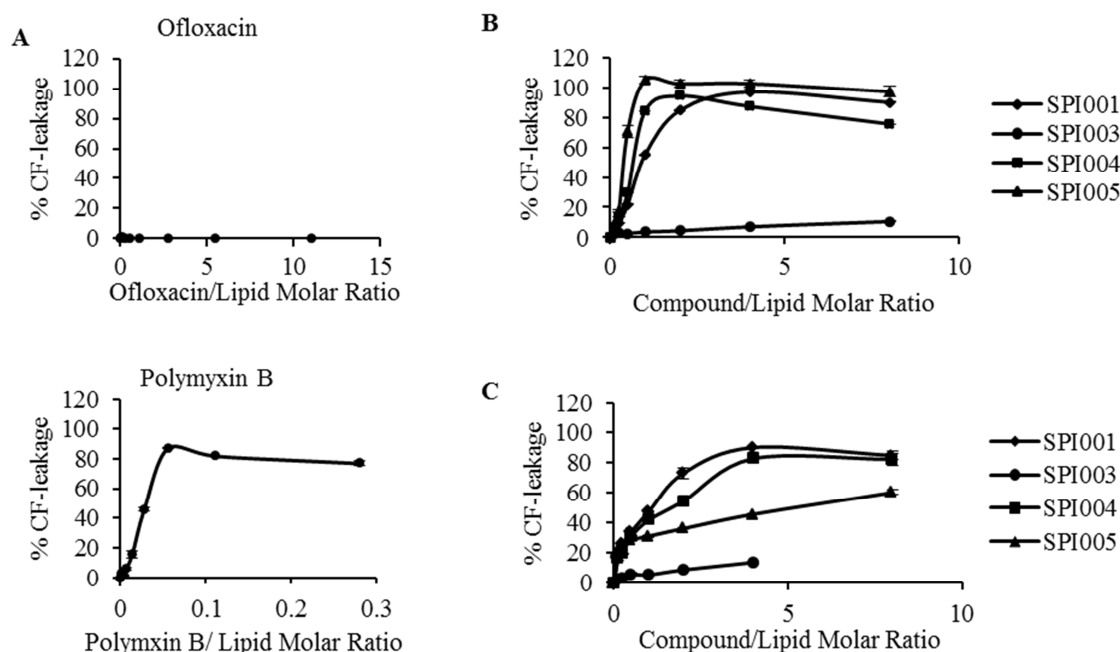 A
Ofloxacin
120
100
80
60
40
20
0
% CF-leakage
0 5 10 15
Ofloxacin/Lipid Molar Ratio
Polymyxin B
120
100
80
60
40
20
0
% CF-leakage
0 0.1 0.2 0.3
Polymxin B/ Lipid Molar Ratio
B
120
100
80
60
40
20
0
% CF-leakage
0 5 10
Compound/Lipid Molar Ratio
SPI001
SPI003
SPI004
SPI005
C
120
100
80
60
40
20
0
% CF-leakage
0 5 10
Compound/Lipid Molar Ratio
SPI001
SPI003
SPI004
SPI005